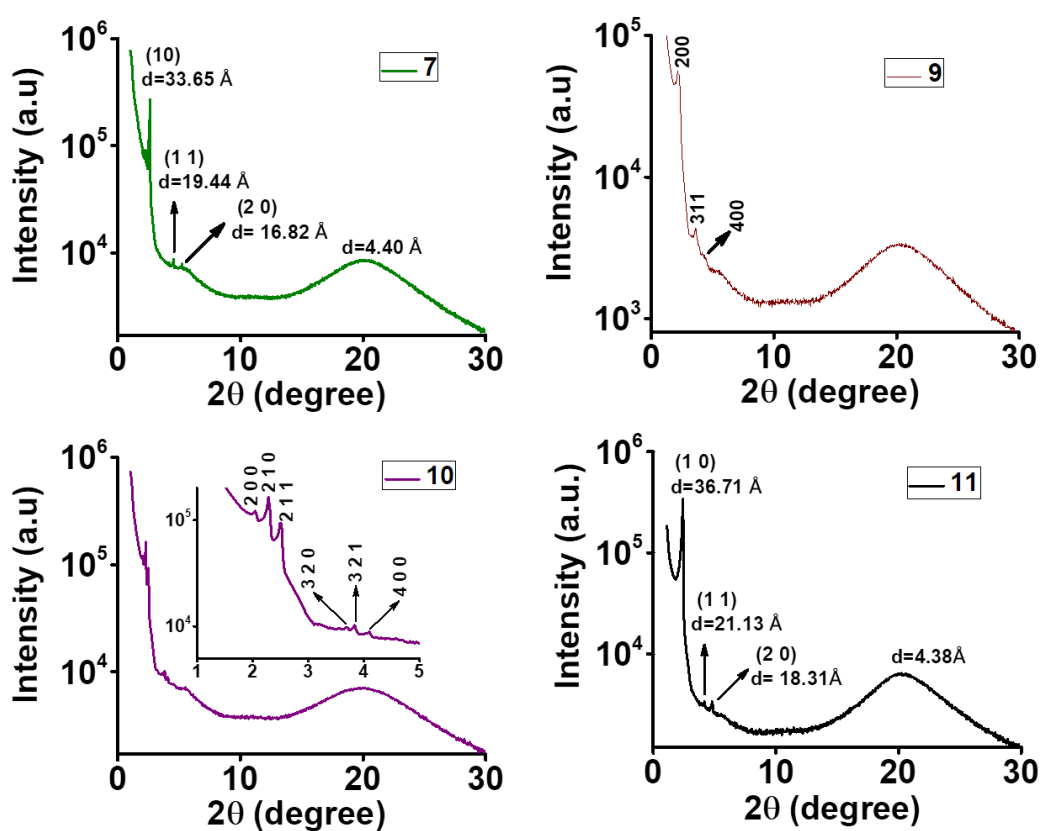 10⁶
10⁵
10⁴
Intensity (a.u)
(10)
d=33.65 Å
(1 1)
d=19.44 Å
(2 0)
d= 16.82 Å
d=4.40 Å
7
0
10
20
30
2θ (degree)
10⁵
10⁴
10³
Intensity (a.u)
200
311
400
9
0
10
20
30
2θ (degree)
10⁶
10⁵
10⁴
Intensity (a.u)
10⁵
10⁴
2 0 0
2 1 0
2 1 1
3 2 0
3 2 1
4 0 0
1
2
3
4
5
10
0
10
20
30
2θ (degree)
10⁶
10⁵
10⁴
Intensity (a.u.)
(1 0)
d=36.71 Å
(1 1)
d=21.13 Å
(2 0)
d= 18.31Å
d=4.38Å
11
0
10
20
30
2θ (degree)